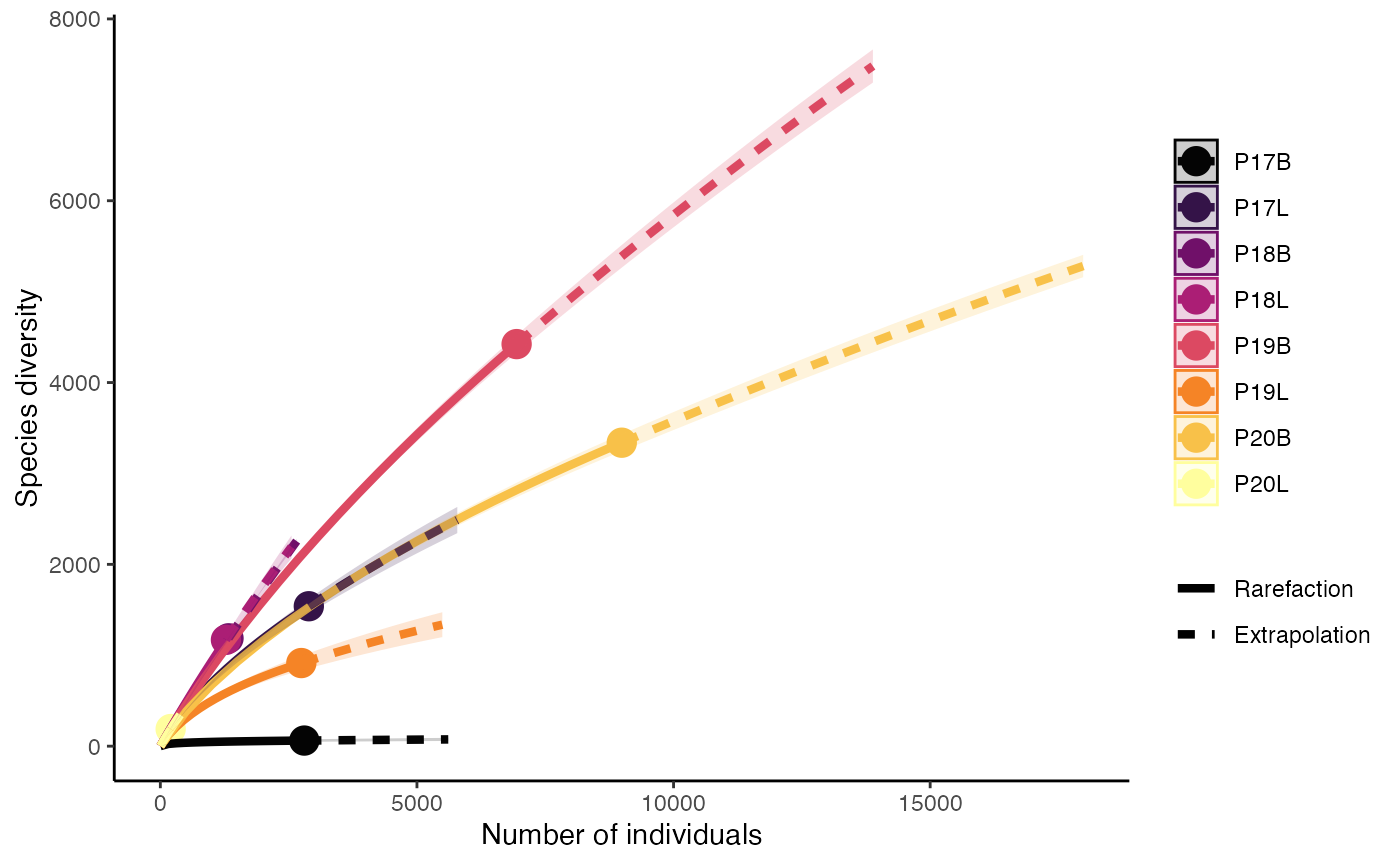 8000
6000
4000
2000
0
Species diversity
0
5000
10000
15000
Number of individuals
P17B
P17L
P18B
P18L
P19B
P19L
P20B
P20L
Rarefaction
Extrapolation